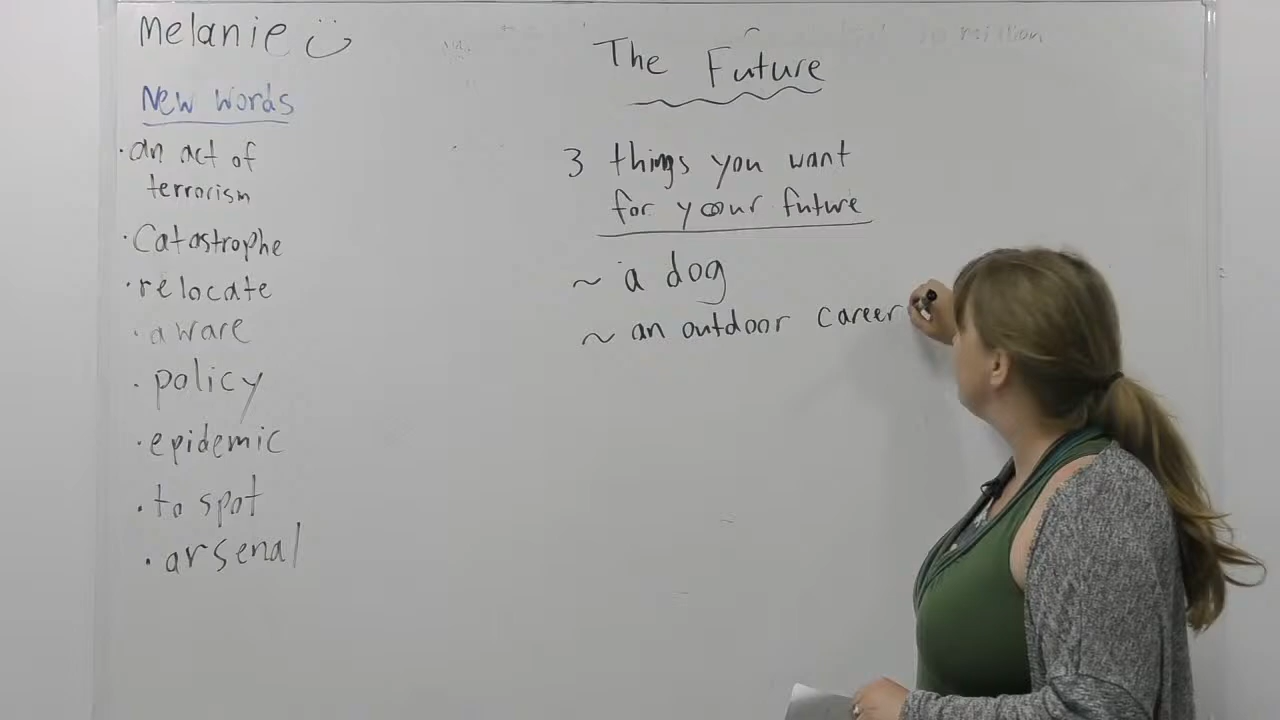 Melanie
New words
· an act of
terrorism
· Catastrophe
· relocate
· aware
· policy
· epidemic
· to spot
· arsenal
The Future
3 things you want
for your future
~ a dog
~ an outdoor career